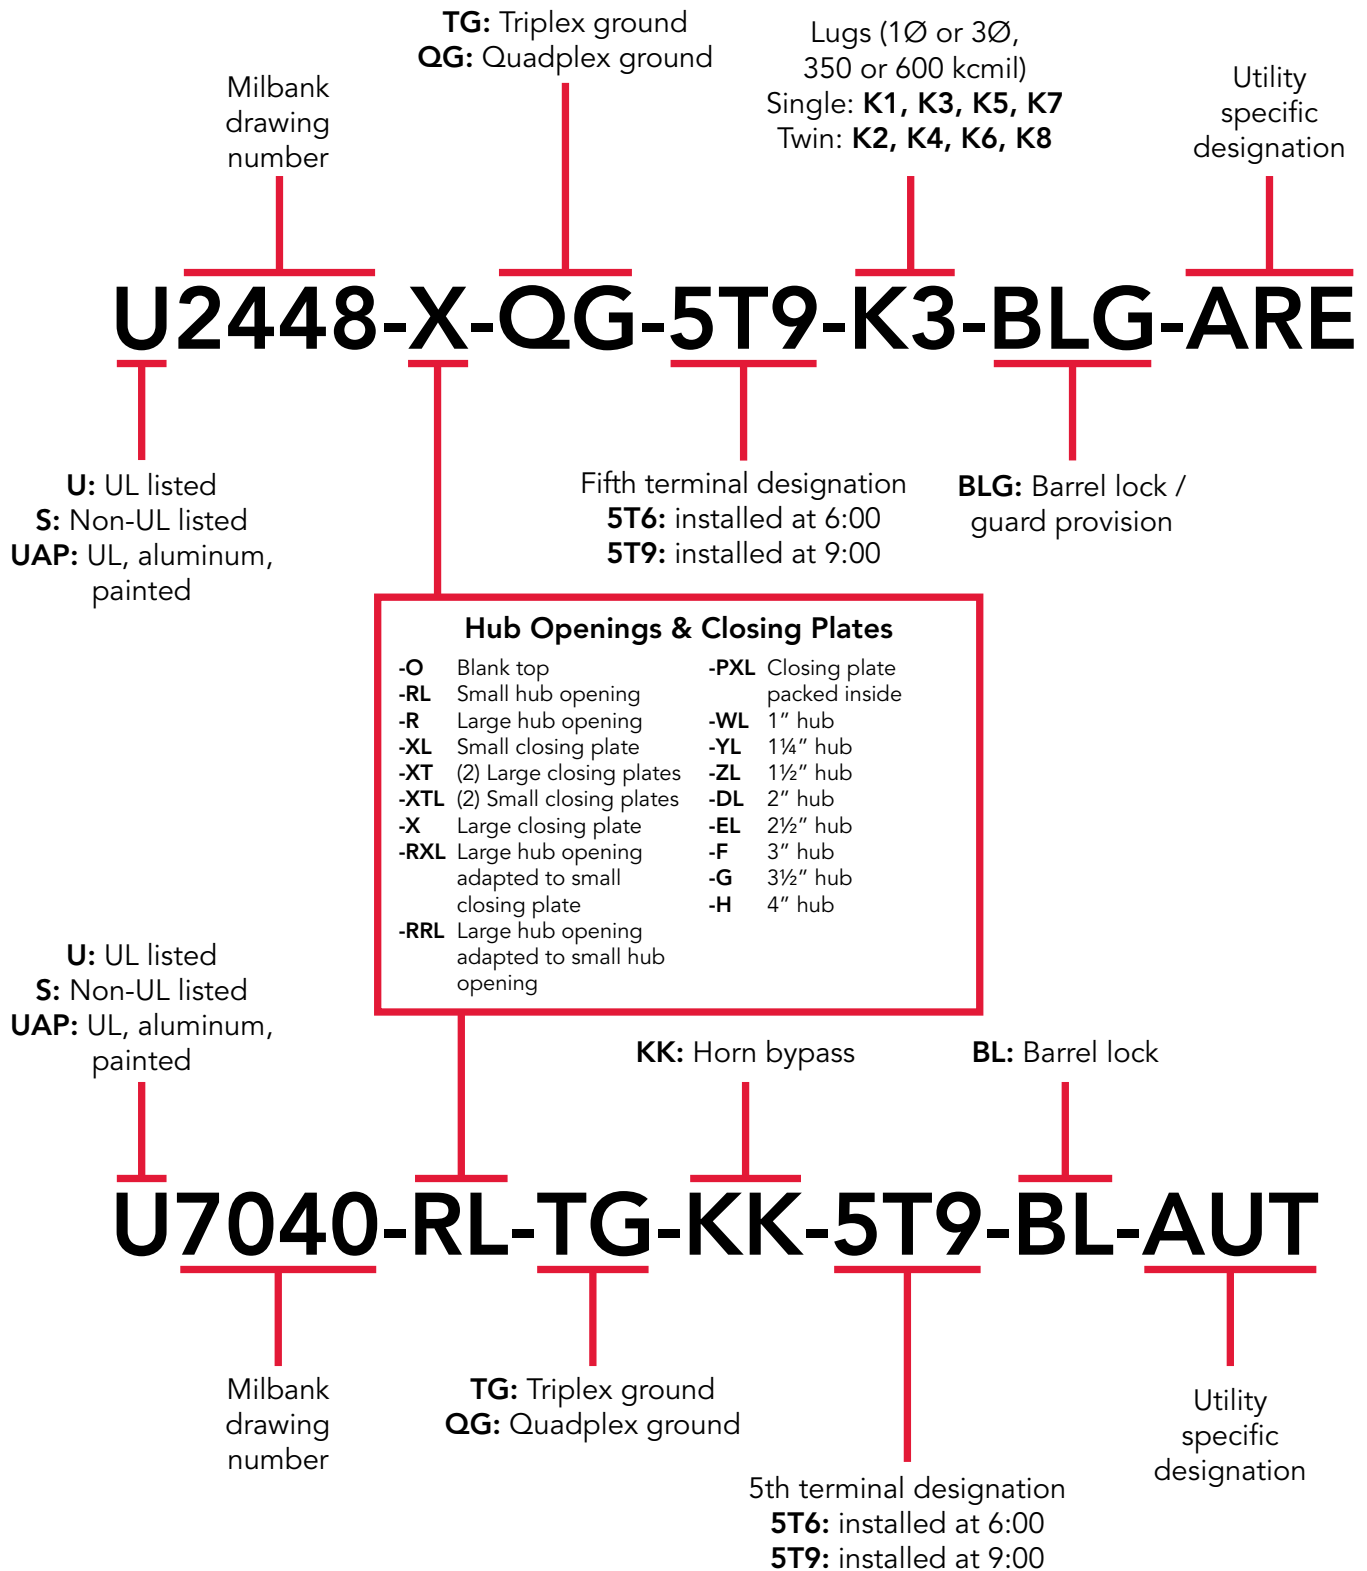 TG: Triplex ground
QG: Quadplex ground
Lugs (1Ø or 3Ø,
350 or 600 kcmil)
Single: K1, K3, K5, K7
Twin: K2, K4, K6, K8
Milbank
drawing
number
Utility
specific
designation
U2448-X-QG-5T9-K3-BLG-ARE
U: UL listed
S: Non-UL listed
UAP: UL, aluminum,
painted
Fifth terminal designation
5T6: installed at 6:00
5T9: installed at 9:00
BLG: Barrel lock /
guard provision
Hub Openings & Closing Plates
-O Blank top
-RL Small hub opening
-R Large hub opening
-XL Small closing plate
-XT (2) Large closing plates
-XTL (2) Small closing plates
-X Large closing plate
-RXL Large hub opening
adapted to small
closing plate
-RRL Large hub opening
adapted to small hub
opening
-PXL Closing plate
packed inside
-WL 1” hub
-YL 1¼” hub
-ZL 1½” hub
-DL 2” hub
-EL 2½” hub
-F 3” hub
-G 3½” hub
-H 4” hub
U: UL listed
S: Non-UL listed
UAP: UL, aluminum,
painted
KK: Horn bypass
BL: Barrel lock
U7040-RL-TG-KK-5T9-BL-AUT
Milbank
drawing
number
TG: Triplex ground
QG: Quadplex ground
5th terminal designation
5T6: installed at 6:00
5T9: installed at 9:00
Utility
specific
designation